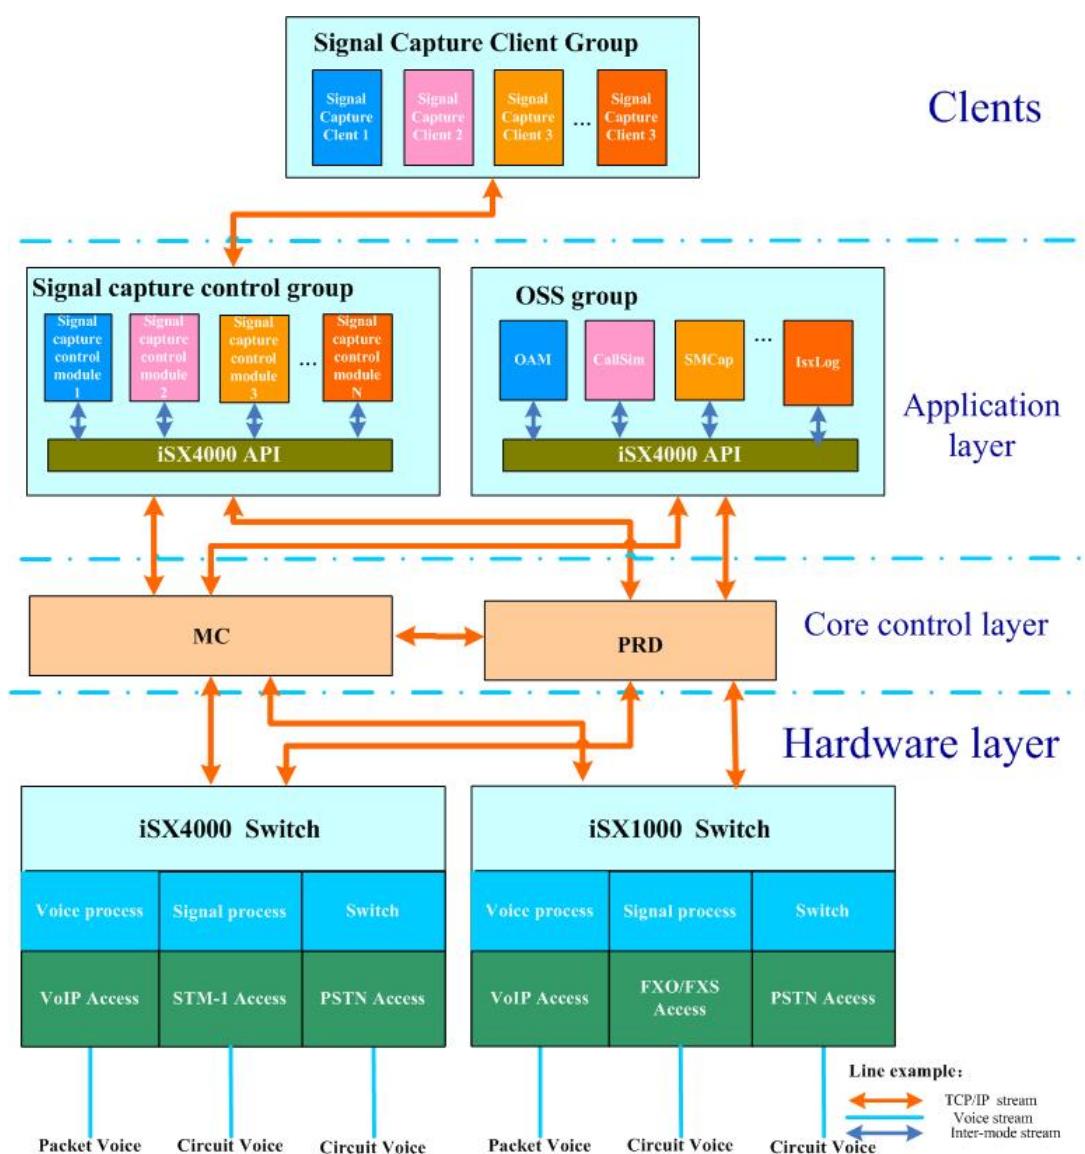 Signal Capture Client Group
Signal
Capture
Clent 1
Signal
Capture
Client 2
Signal
Capture
Client 3
...
Signal
Capture
Client 3
Clents
Signal capture control group
Signal
capture
control
module
1
Signal
capture
control
module
2
Signal
capture
control
module
3
...
Signal
capture
control
module
N
iSX4000 API
OSS group
OAM
CallSim
SMCap
...
IsxLog
iSX4000 API
Application
layer
MC
PRD
Core control layer
Hardware layer
iSX4000 Switch
Voice process
Signal process
Switch
VoIP Access
STM-1 Access
PSTN Access
iSX1000 Switch
Voice process
Signal process
Switch
VoIP Access
FXO/FXS
Access
PSTN Access
Line example:
TCP/IP stream
Voice stream
Inter-mode stream
Packet Voice
Circuit Voice
Circuit Voice
Packet Voice
Circuit Voice
Circuit Voice